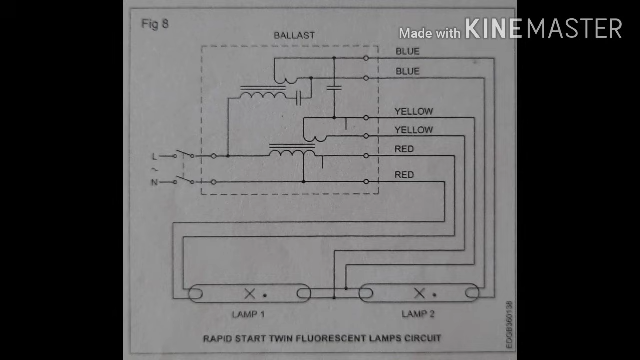 Fig 8
Made with KINEMASTER
BALLAST
BLUE
BLUE
YELLOW
YELLOW
RED
RED
L
~
N
LAMP 1
LAMP 2
RAPID START TWIN FLUORESCENT LAMPS CIRCUIT